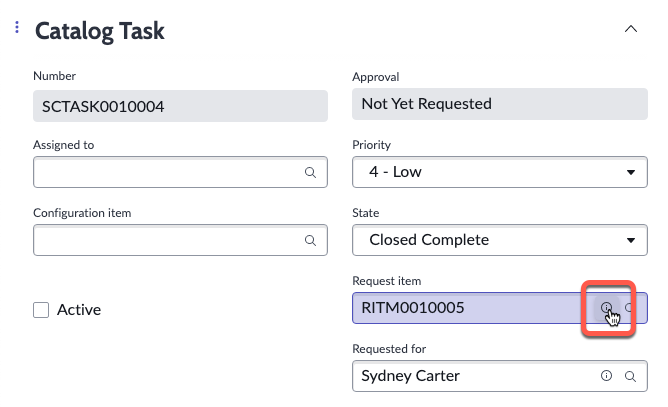 Catalog Task
Number
SCTASK0010004
Approval
Not Yet Requested
Assigned to
Priority
4 - Low
Configuration item
State
Closed Complete
Active
Request item
RITM0010005
Requested for
Sydney Carter